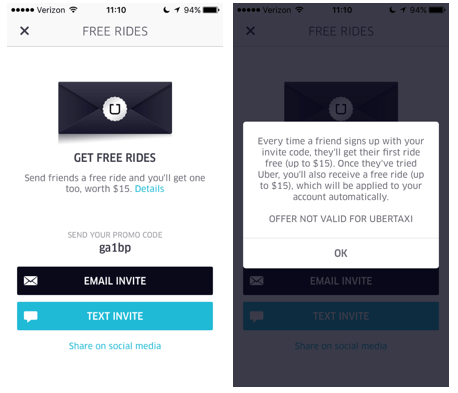 Verizon 11:10 94%
FREE RIDES
GET FREE RIDES
Send friends a free ride and you'll get one
too, worth $15. Details
SEND YOUR PROMO CODE
ga1bp
EMAIL INVITE
TEXT INVITE
Share on social media
Verizon 11:10 94%
FREE RIDES
Every time a friend signs up with your
invite code, they'll get their first ride
free (up to $15). Once they've tried
Uber, you'll also receive a free ride (up
to $15), which will be applied to your
account automatically.
OFFER NOT VALID FOR UBERTAXI
OK
EMAIL INVITE
TEXT INVITE
Share on social media